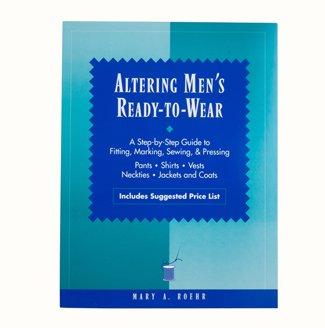 ALTERING MEN'S
READY-TO-WEAR
A Step-by-Step Guide to
Fitting, Marking, Sewing, & Pressing
Pants • Shirts • Vests
Neckties • Jackets and Coats
Includes Suggested Price List
MARY A. ROEHR